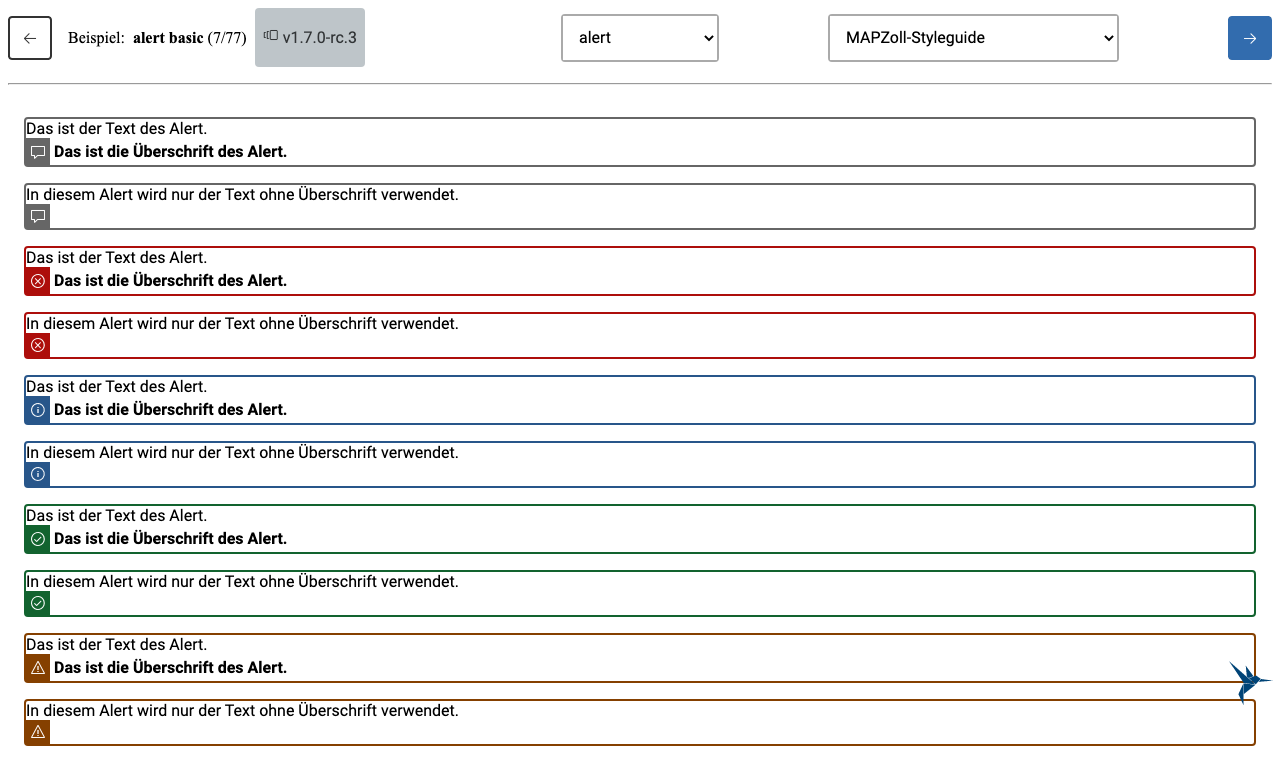 Beispiel: alert basic (7/77) v1.7.0-rc.3 alert MAPZoll-Styleguide
Das ist der Text des Alert.
Das ist die Überschrift des Alert.
In diesem Alert wird nur der Text ohne Überschrift verwendet.
Das ist der Text des Alert.
Das ist die Überschrift des Alert.
In diesem Alert wird nur der Text ohne Überschrift verwendet.
Das ist der Text des Alert.
Das ist die Überschrift des Alert.
In diesem Alert wird nur der Text ohne Überschrift verwendet.
Das ist der Text des Alert.
Das ist die Überschrift des Alert.
In diesem Alert wird nur der Text ohne Überschrift verwendet.
Das ist der Text des Alert.
Das ist die Überschrift des Alert.
In diesem Alert wird nur der Text ohne Überschrift verwendet.